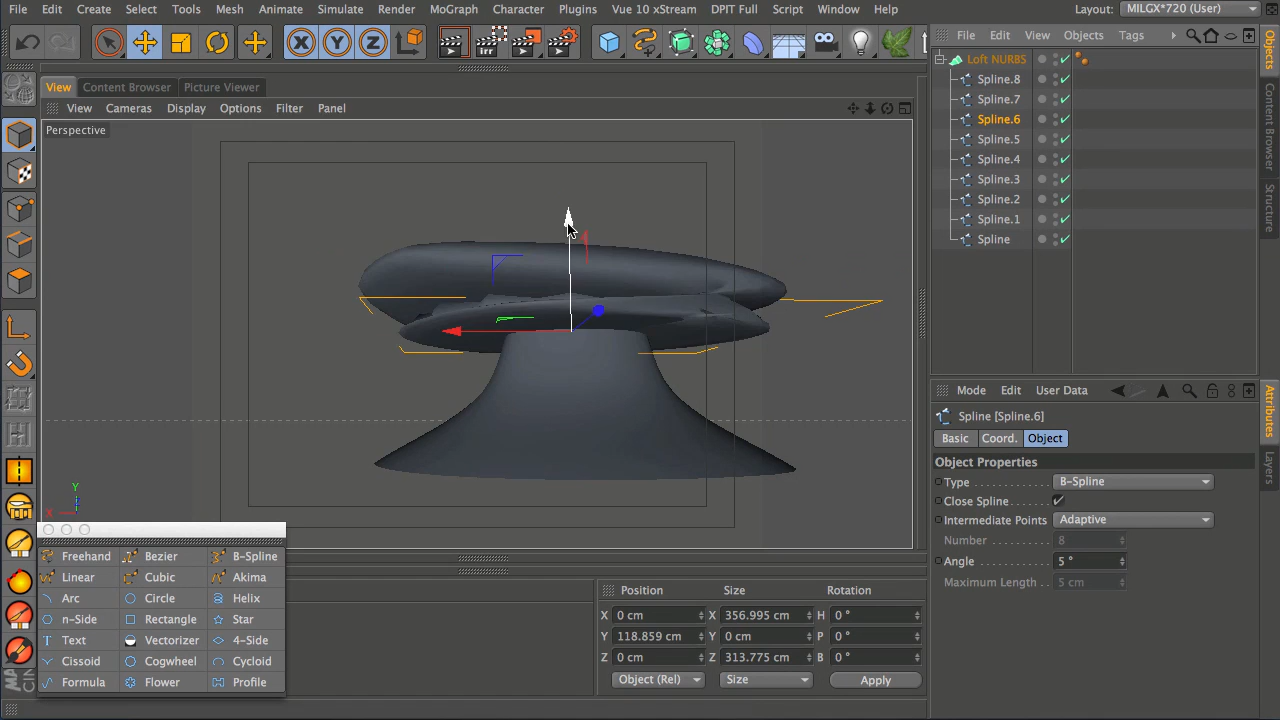 File Edit Create Select Tools Mesh Animate Simulate Render MoGraph Character Plugins Vue 10 xStream DPIT Full Script Window Help Layout: MILGX*720 (User)
X Y Z irr
File Edit View Objects Tags
View Content Browser Picture Viewer
View Cameras Display Options Filter Panel
Perspective
Loft NURBS
Spline.8
Spline.7
Spline.6
Spline.5
Spline.4
Spline.3
Spline.2
Spline.1
Spline
Objects
Content Browser
Structure
Mode Edit User Data
Spline [Spline.6]
Basic Coord. Object
Object Properties
Type B-Spline
Close Spline
Intermediate Points Adaptive
Number 8
Angle 5 °
Maximum Length 5 cm
Attributes
Layers
Y
X
Freehand Bezier B-Spline
Linear Cubic Akima
Arc Circle Helix
n-Side Rectangle Star
Text Vectorizer 4-Side
Cissoid Cogwheel Cycloid
Formula Flower Profile
Position Size Rotation
X 0 cm X 356.995 cm H 0 °
Y 118.859 cm Y 0 cm P 0 °
Z 0 cm Z 313.775 cm B 0 °
Object (Rel) Size Apply